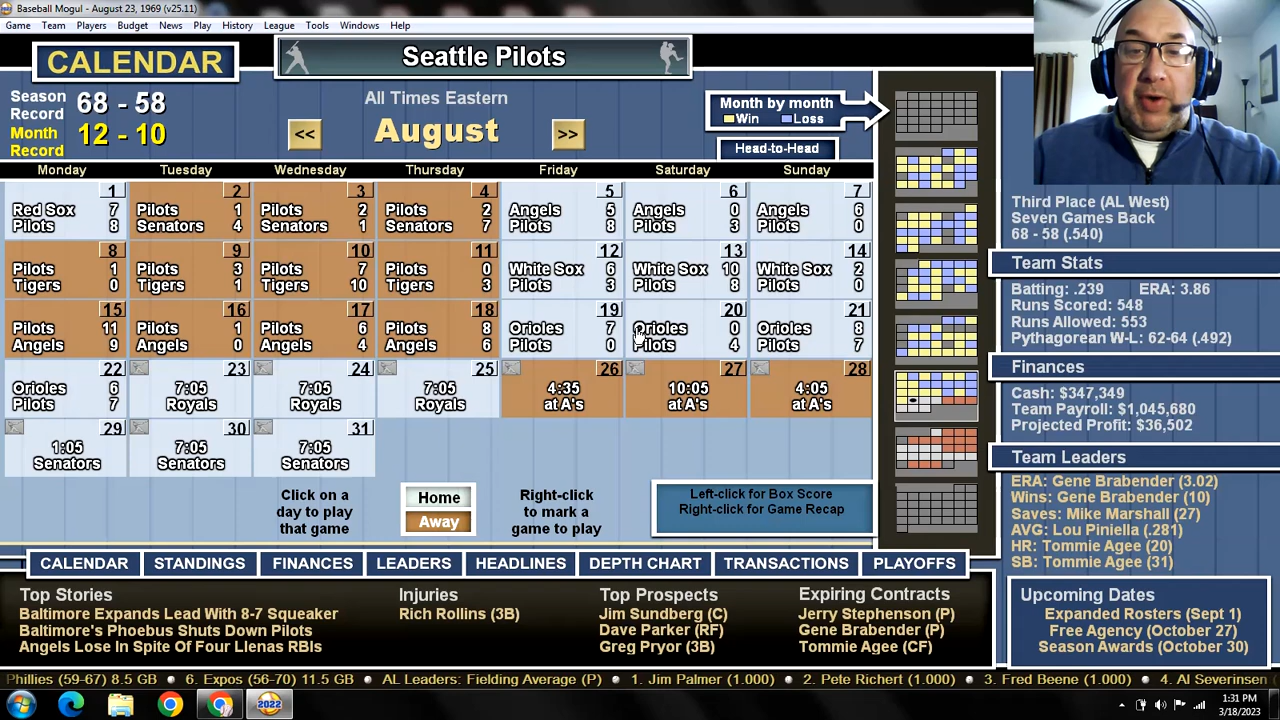 Baseball Mogul - August 23, 1969 (v25.11)
Game Team Players Budget News Play History League Tools Windows Help
CALENDAR
Seattle Pilots
Season Record 68 - 58
Month Record 12 - 10
All Times Eastern
<< August >>
Month by month
Win Loss
Head-to-Head
Monday Tuesday Wednesday Thursday Friday Saturday Sunday
1 2 3 4 5 6 7
Red Sox 7 Pilots 1 Pilots 2 Pilots 2 Angels 5 Angels 0 Angels 6
Pilots 8 Senators 4 Senators 1 Senators 7 Pilots 8 Pilots 3 Pilots 0
8 9 10 11 12 13 14
Pilots 1 Pilots 3 Pilots 7 Pilots 0 White Sox 6 White Sox 10 White Sox 2
Tigers 0 Tigers 1 Tigers 10 Tigers 3 Pilots 3 Pilots 8 Pilots 0
15 16 17 18 19 20 21
Pilots 11 Pilots 1 Pilots 6 Pilots 8 Orioles 7 Orioles 0 Orioles 8
Angels 9 Angels 0 Angels 4 Angels 6 Pilots 0 Pilots 4 Pilots 7
22 23 24 25 26 27 28
Orioles 6 7:05 7:05 7:05 4:35 10:05 4:05
Pilots 7 Royals Royals Royals at A's at A's at A's
29 30 31
1:05 7:05 7:05
Senators Senators Senators
Click on a day to play that game
Home
Away
Right-click to mark a game to play
Left-click for Box Score
Right-click for Game Recap
Third Place (AL West)
Seven Games Back
68 - 58 (.540)
Team Stats
Batting: .239 ERA: 3.86
Runs Scored: 548
Runs Allowed: 553
Pythagorean W-L: 62-64 (.492)
Finances
Cash: $347,349
Team Payroll: $1,045,680
Projected Profit: $36,502
Team Leaders
ERA: Gene Brabender (3.02)
Wins: Gene Brabender (10)
Saves: Mike Marshall (27)
AVG: Lou Piniella (.281)
HR: Tommie Agee (20)
SB: Tommie Agee (31)
CALENDAR STANDINGS FINANCES LEADERS HEADLINES DEPTH CHART TRANSACTIONS PLAYOFFS
Top Stories
Baltimore Expands Lead With 8-7 Squeaker
Baltimore's Phoebus Shuts Down Pilots
Angels Lose In Spite Of Four Llenas RBIs
Injuries
Rich Rollins (3B)
Top Prospects
Jim Sundberg (C)
Dave Parker (RF)
Greg Pryor (3B)
Expiring Contracts
Jerry Stephenson (P)
Gene Brabender (P)
Tommie Agee (CF)
Upcoming Dates
Expanded Rosters (Sept 1)
Free Agency (October 27)
Season Awards (October 30)
Phillies (59-67) 8.5 GB • 6. Expos (56-70) 11.5 GB • AL Leaders: Fielding Average (P) • 1. Jim Palmer (1.000) • 2. Pete Richert (1.000) • 3. Fred Beene (1.000) • 4. Al Severinsen
2022
1:31 PM
3/18/2023